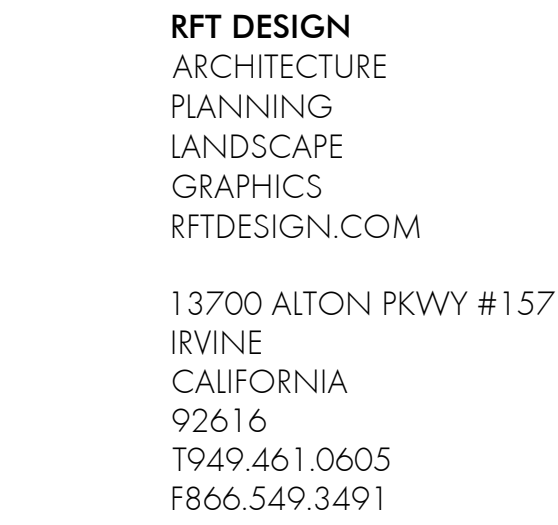 RFT DESIGN
ARCHITECTURE
PLANNING
LANDSCAPE
GRAPHICS
RFTDESIGN.COM
13700 ALTON PKWY #157
IRVINE
CALIFORNIA
92616
T949.461.0605
F866.549.3491